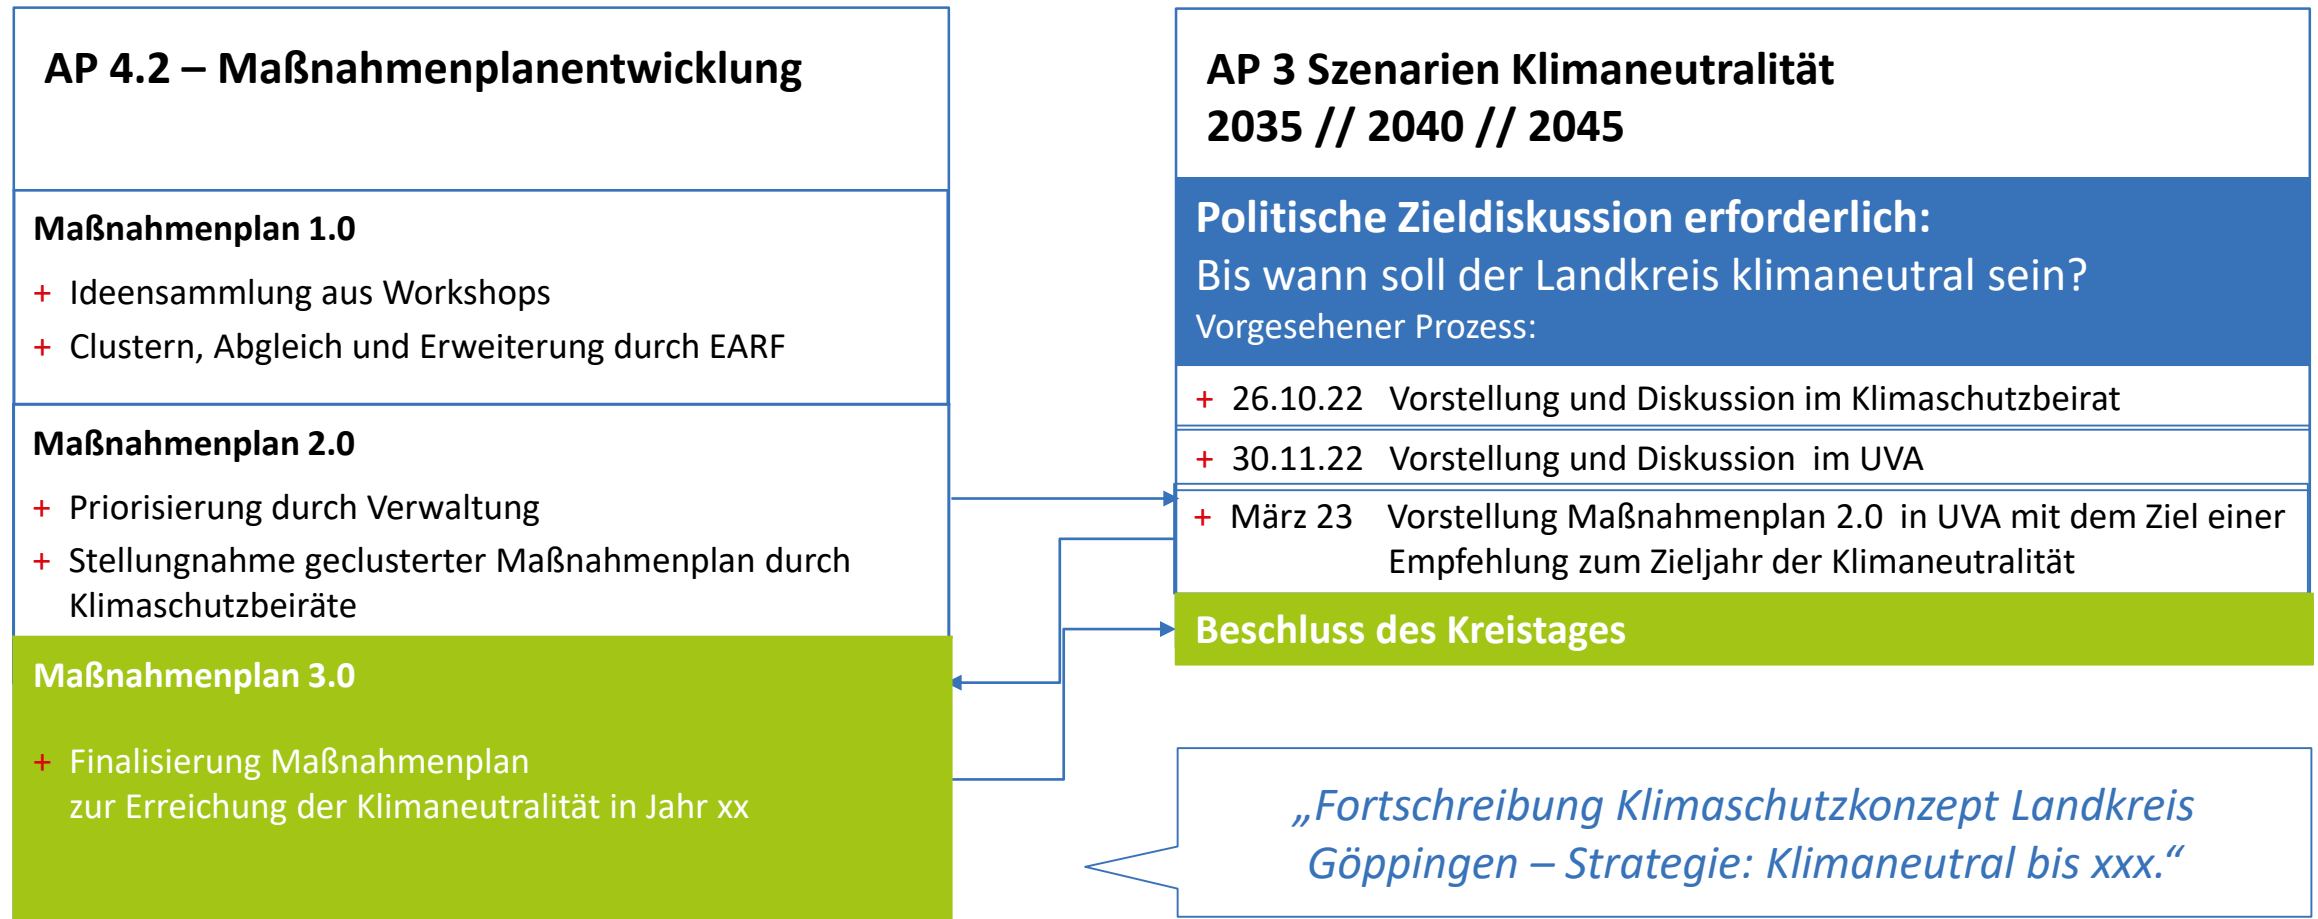 AP 4.2 – Maßnahmenplanentwicklung
Maßnahmenplan 1.0
+ Ideensammlung aus Workshops
+ Clustern, Abgleich und Erweiterung durch EARF
Maßnahmenplan 2.0
+ Priorisierung durch Verwaltung
+ Stellungnahme geclusterter Maßnahmenplan durch
Klimaschutzbeiräte
Maßnahmenplan 3.0
+ Finalisierung Maßnahmenplan
zur Erreichung der Klimaneutralität in Jahr xx
AP 3 Szenarien Klimaneutralität
2035 // 2040 // 2045
Politische Zieldiskussion erforderlich:
Bis wann soll der Landkreis klimaneutral sein?
Vorgesehener Prozess:
+ 26.10.22 Vorstellung und Diskussion im Klimaschutzbeirat
+ 30.11.22 Vorstellung und Diskussion im UVA
+ März 23 Vorstellung Maßnahmenplan 2.0 in UVA mit dem Ziel einer
Empfehlung zum Zieljahr der Klimaneutralität
Beschluss des Kreistages
„Fortschreibung Klimaschutzkonzept Landkreis
Göppingen – Strategie: Klimaneutral bis xxx.“